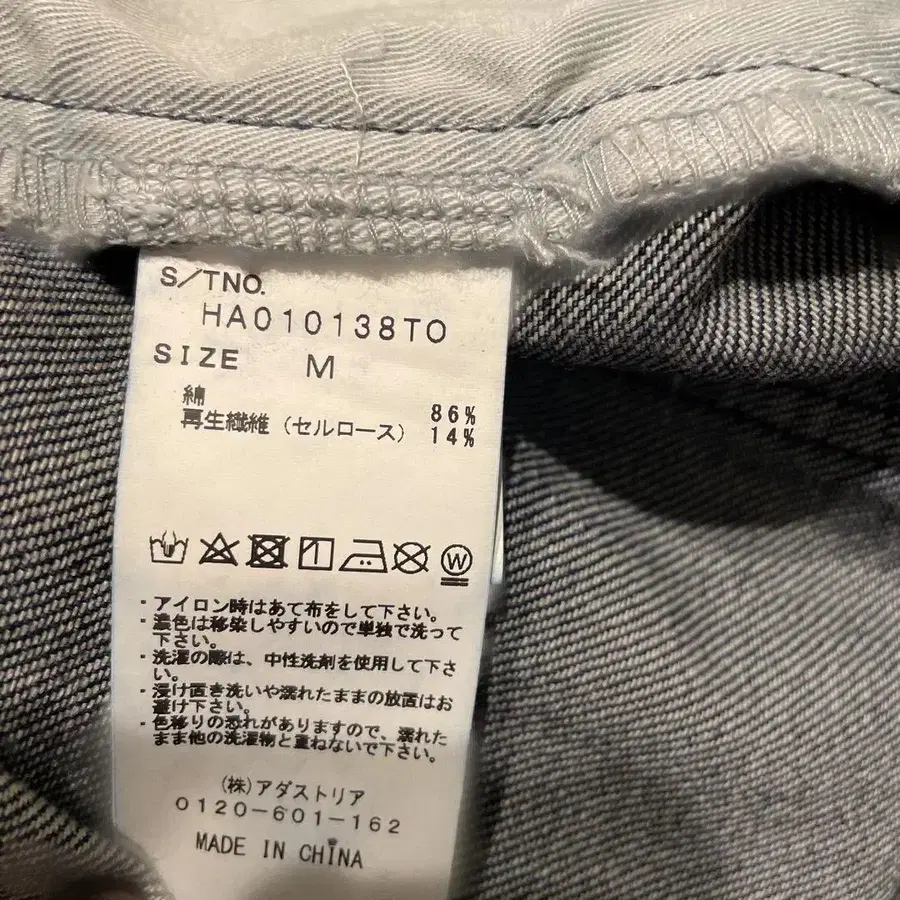 S/TNO.
HA010138TO
SIZE M
綿 86%
再生繊維（セルロース） 14%
W
・アイロン時はあて布をして下さい。
・濃色は移染しやすいので単独で洗って
下さい。
・洗濯の際は、中性洗剤を使用して下さ
い。
・浸け置き洗いや濡れたままの放置はお
避け下さい。
・色移りの恐れがありますので、濡れた
まま他の洗濯物と重ねないで下さい。
(株)アダストリア
0120-601-162
MADE IN CHINA